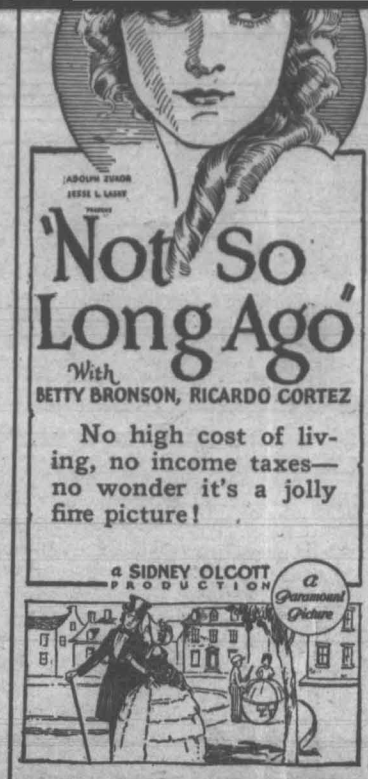 ADOLPH ZUKOR
JESSE L. LASKY
PRESENT
"Not So
Long Ago"
With
BETTY BRONSON, RICARDO CORTEZ
No high cost of liv-
ing, no income taxes—
no wonder it's a jolly
fine picture!
a SIDNEY OLCOTT
PRODUCTION
a
Paramount
Picture